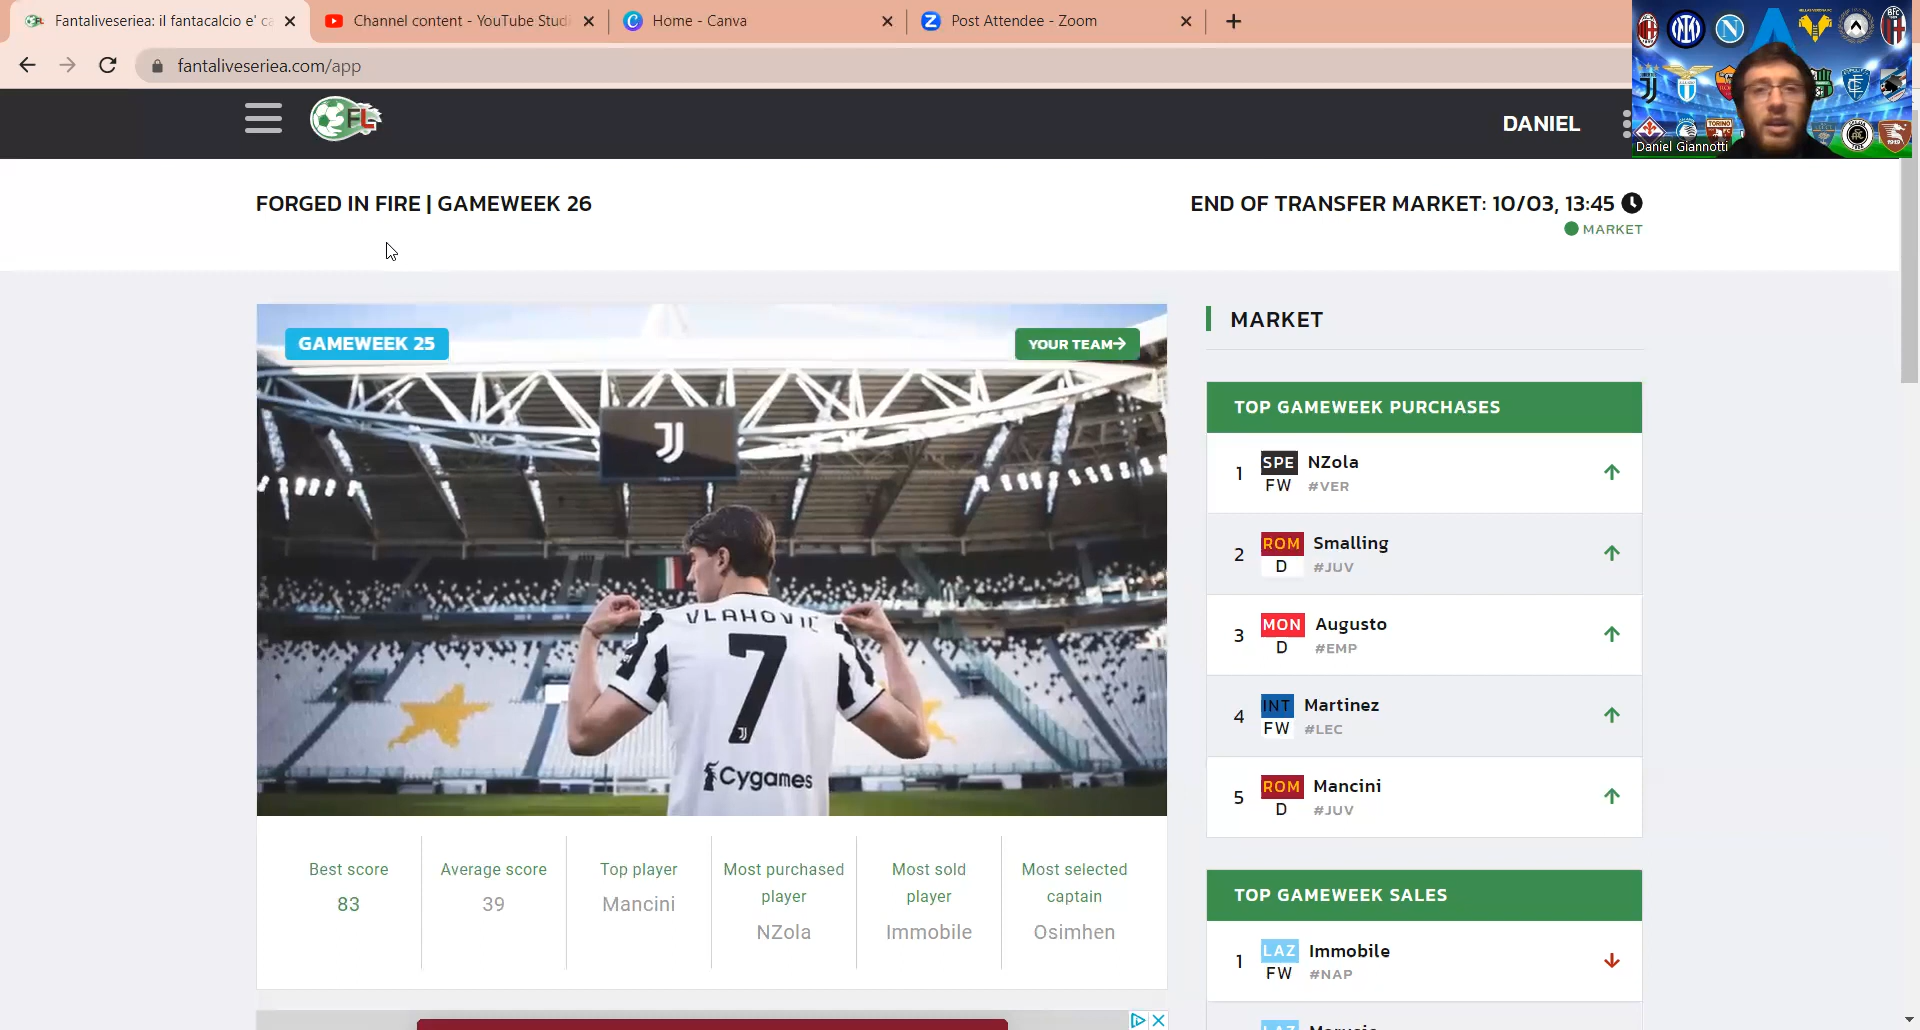 Fantaliveseriea: il fantacalcio e' ca
Channel content - YouTube Studi
Home - Canva
Post Attendee - Zoom
fantaliveseriea.com/app
FL
DANIEL
Daniel Giannotti
FORGED IN FIRE | GAMEWEEK 26
END OF TRANSFER MARKET: 10/03, 13:45
MARKET
GAMEWEEK 25
YOUR TEAM
VLAHOVIC
7
Cygames
Best score
83
Average score
39
Top player
Mancini
Most purchased
player
NZola
Most sold
player
Immobile
Most selected
captain
Osimhen
MARKET
TOP GAMEWEEK PURCHASES
1 SPE NZola
FW #VER
2 ROM Smalling
D #JUV
3 MON Augusto
D #EMP
4 INT Martinez
FW #LEC
5 ROM Mancini
D #JUV
TOP GAMEWEEK SALES
1 LAZ Immobile
FW #NAP